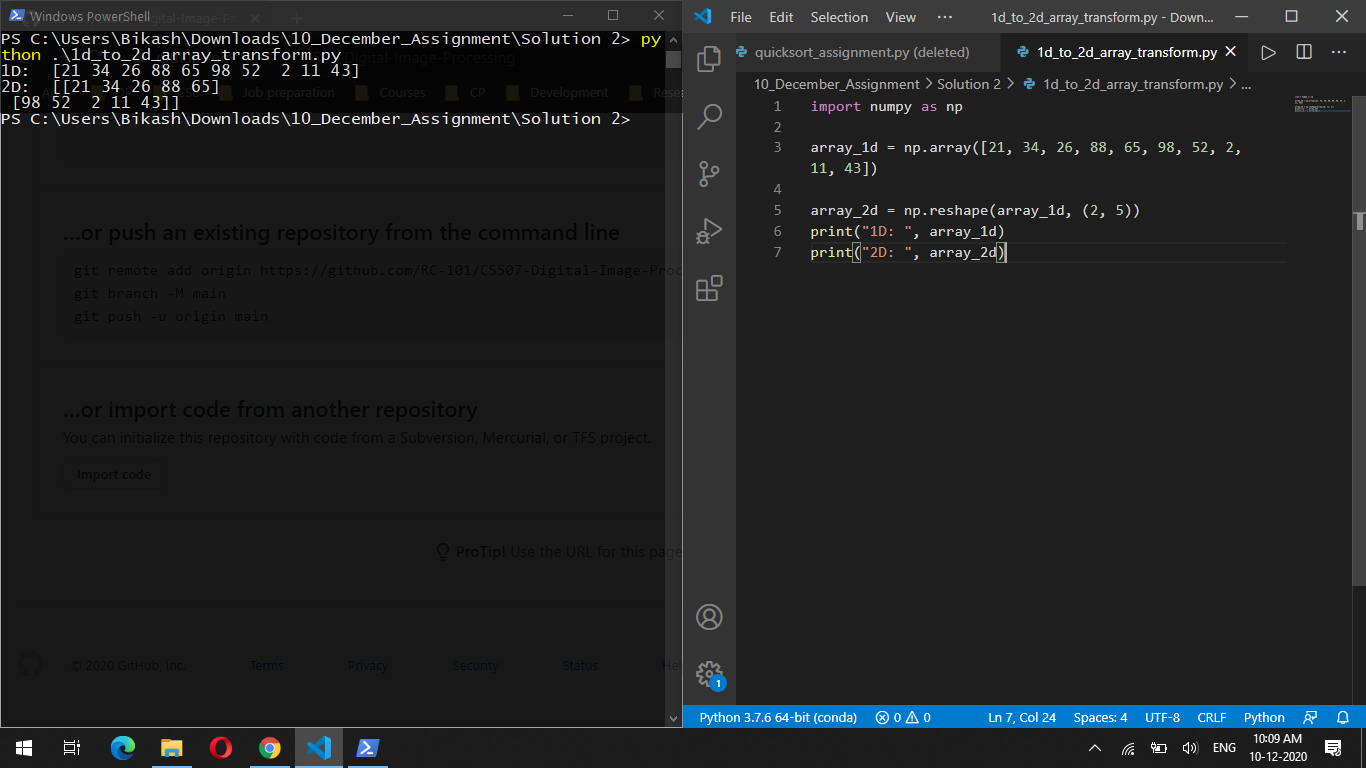 Windows PowerShell
PS C:\Users\Bikash\Downloads\10_December_Assignment\Solution 2> py
thon .\1d_to_2d_array_transform.py
1D:  [21 34 26 88 65 98 52  2 11 43]
2D:  [[21 34 26 88 65]
 [98 52  2 11 43]]
PS C:\Users\Bikash\Downloads\10_December_Assignment\Solution 2>
Job preparation Courses CP Development
...or push an existing repository from the command line
git remote add origin https://github.com/RC-101/CS507-Digital-Image-Proc
git branch -M main
git push -u origin main
...or import code from another repository
You can initialize this repository with code from a Subversion, Mercurial, or TFS project.
Import code
ProTip! Use the URL for this page
© 2020 GitHub, Inc. Terms Privacy Security Status Hel
File Edit Selection View ··· 1d_to_2d_array_transform.py - Down...
quicksort_assignment.py (deleted) 1d_to_2d_array_transform.py ···
10_December_Assignment > Solution 2 > 1d_to_2d_array_transform.py > ...
1 import numpy as np
2
3 array_1d = np.array([21, 34, 26, 88, 65, 98, 52, 2,
11, 43])
4
5 array_2d = np.reshape(array_1d, (2, 5))
6 print("1D: ", array_1d)
7 print("2D: ", array_2d)
1
Python 3.7.6 64-bit (conda) 0 0 Ln 7, Col 24 Spaces: 4 UTF-8 CRLF Python
ENG 10:09 AM
10-12-2020